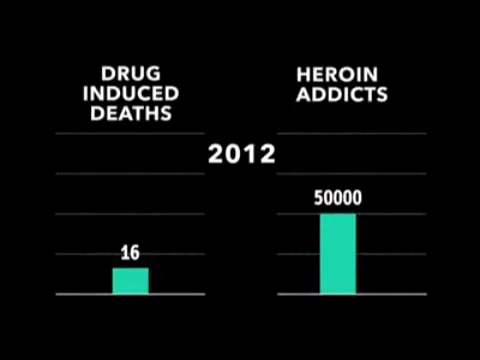 DRUG
INDUCED
DEATHS
HEROIN
ADDICTS
2012
16
50000